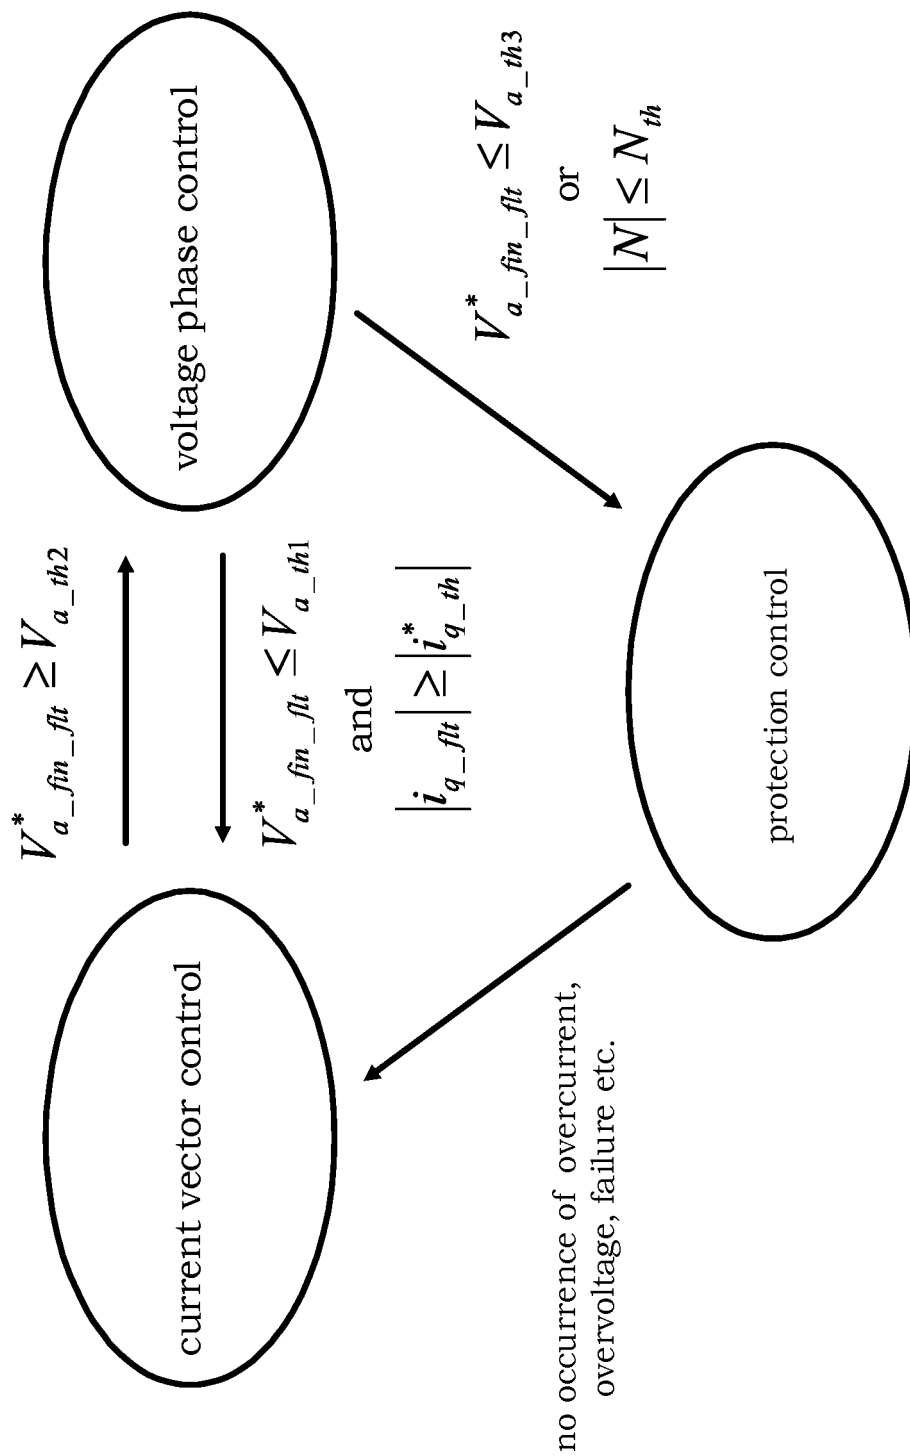 V*a_fin_flt ≥ Va_th2
current vector control
voltage phase control
V*a_fin_flt ≤ Va_th1
and
|iq_flt| ≥ |i*q_th|
V*a_fin_flt ≤ Va_th3
or
|N| ≤ Nth
no occurrence of overcurrent,
overvoltage, failure etc.
protection control